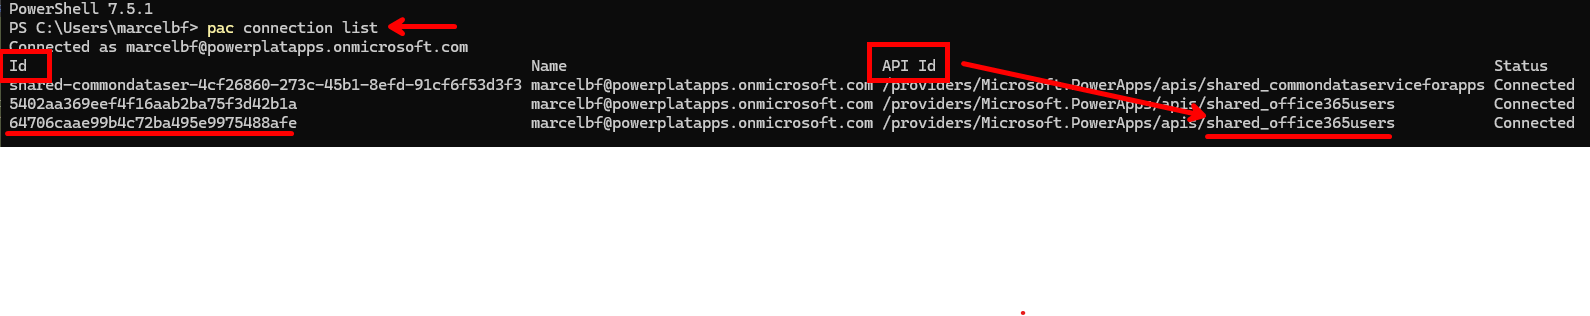 PowerShell 7.5.1
PS C:\Users\marcelbf> pac connection list
Connected as marcelbf@powerplatapps.onmicrosoft.com
Id Name API Id Status
shared-commondataser-4cf26860-273c-45b1-8efd-91cf6f53d3f3 marcelbf@powerplatapps.onmicrosoft.com /providers/Microsoft.PowerApps/apis/shared_commondataserviceforapps Connected
5402aa369eef4f16aab2ba75f3d42b1a marcelbf@powerplatapps.onmicrosoft.com /providers/Microsoft.PowerApps/apis/shared_office365users Connected
64706caae99b4c72ba495e9975488afe marcelbf@powerplatapps.onmicrosoft.com /providers/Microsoft.PowerApps/apis/shared_office365users Connected